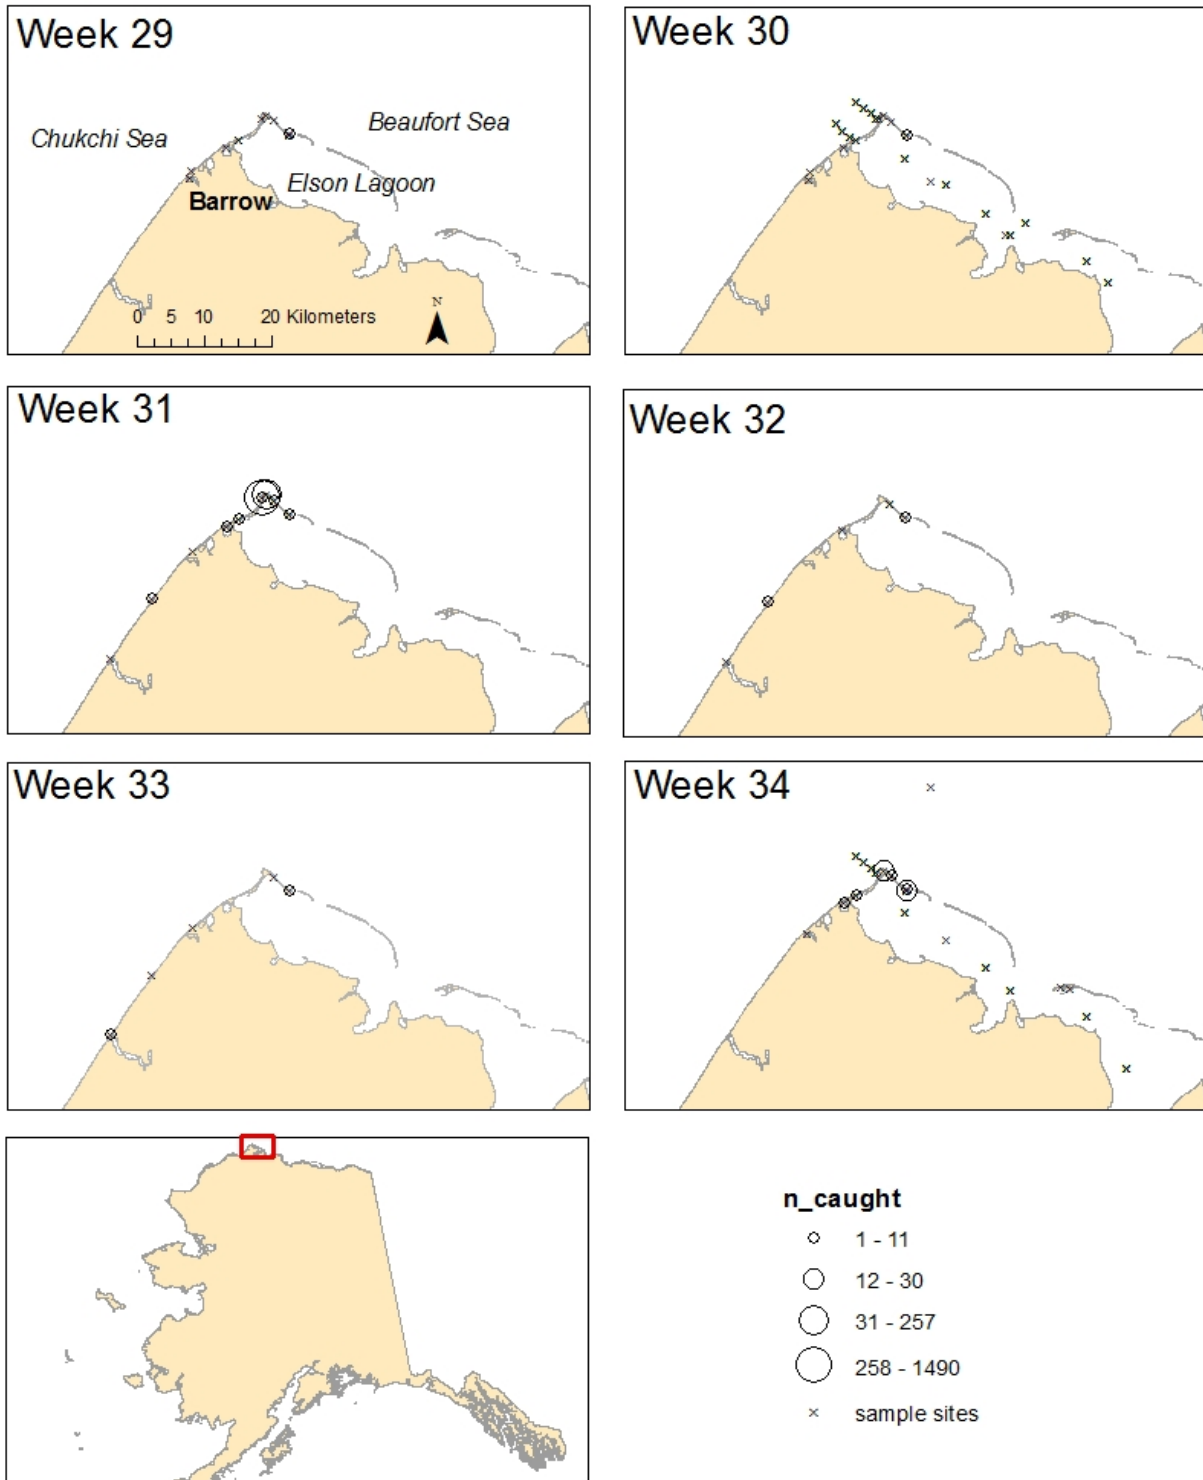 Week 29
Chukchi Sea
Beaufort Sea
Elson Lagoon
Barrow
0 5 10 20 Kilometers
N
Week 30
Week 31
Week 32
Week 33
Week 34
n_caught
1 - 11
12 - 30
31 - 257
258 - 1490
sample sites